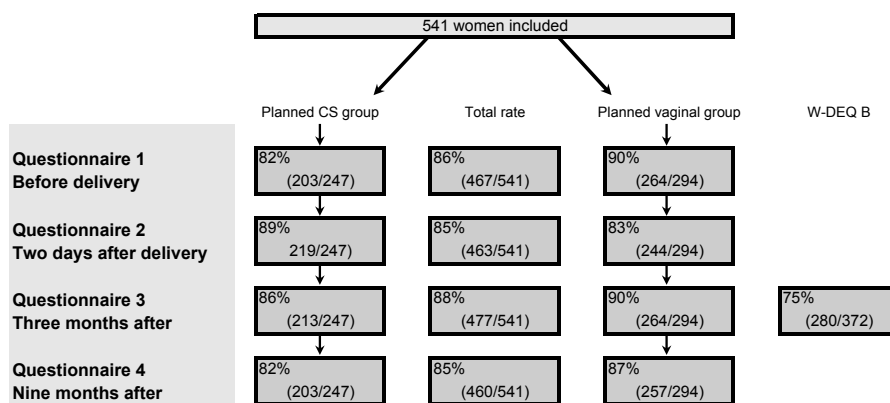 541 women included
Planned CS group Total rate Planned vaginal group W-DEQ B
Questionnaire 1 82% 86% 90%
Before delivery (203/247) (467/541) (264/294)
Questionnaire 2 89% 85% 83%
Two days after delivery 219/247) (463/541) (244/294)
Questionnaire 3 86% 88% 90% 75%
Three months after (213/247) (477/541) (264/294) (280/372)
Questionnaire 4 82% 85% 87%
Nine months after (203/247) (460/541) (257/294)